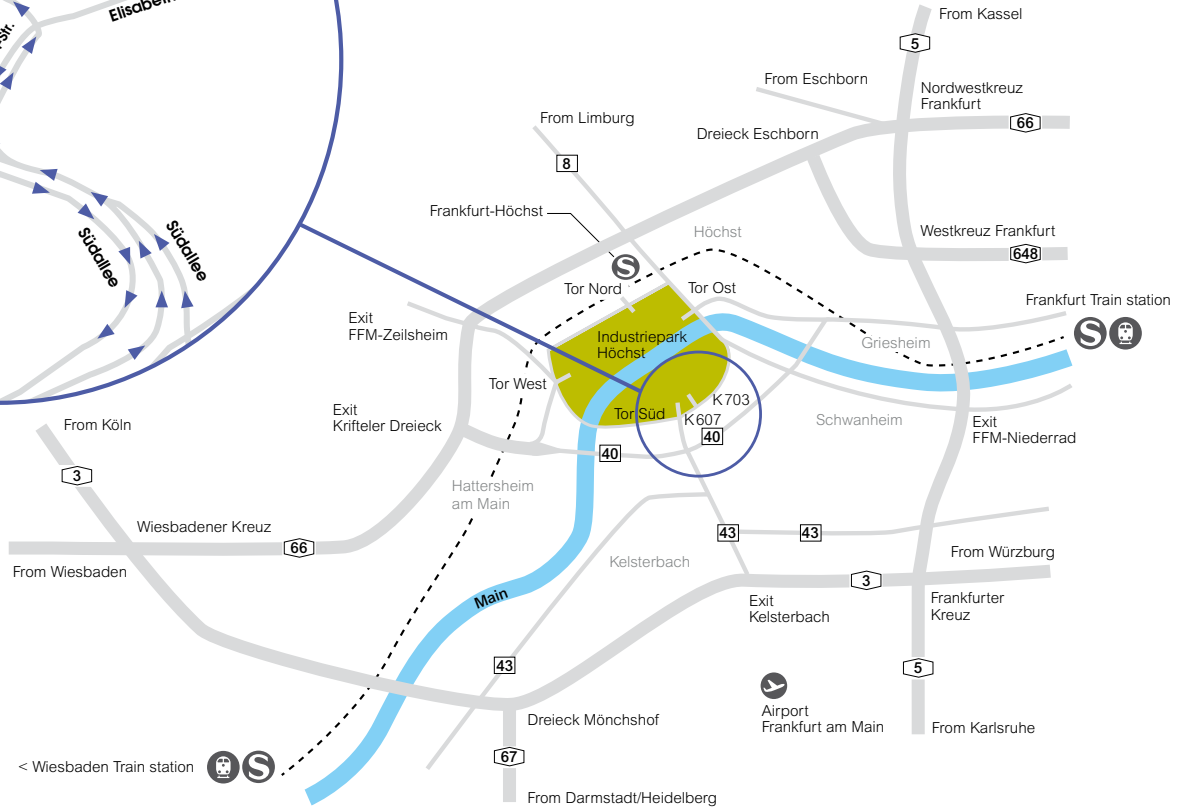 Elisabeth
Str.
Südallee
Südallee
From Kassel
5
From Eschborn
Nordwestkreuz
Frankfurt
66
From Limburg
Dreieck Eschborn
8
Frankfurt-Höchst
Höchst
Westkreuz Frankfurt
648
S
Tor Nord
Tor Ost
Frankfurt Train station
S
Exit
FFM-Zeilsheim
Industriepark
Höchst
Griesheim
Tor West
K703
Tor Süd
K607
40
Exit
Krifteler Dreieck
Schwanheim
Exit
FFM-Niederrad
From Köln
3
40
Hattersheim
am Main
Wiesbadener Kreuz
66
43
43
From Wiesbaden
Kelsterbach
From Würzburg
3
Main
Exit
Kelsterbach
Frankfurter
Kreuz
43
5
Airport
Frankfurt am Main
Dreieck Mönchshof
From Karlsruhe
< Wiesbaden Train station
S
67
From Darmstadt/Heidelberg